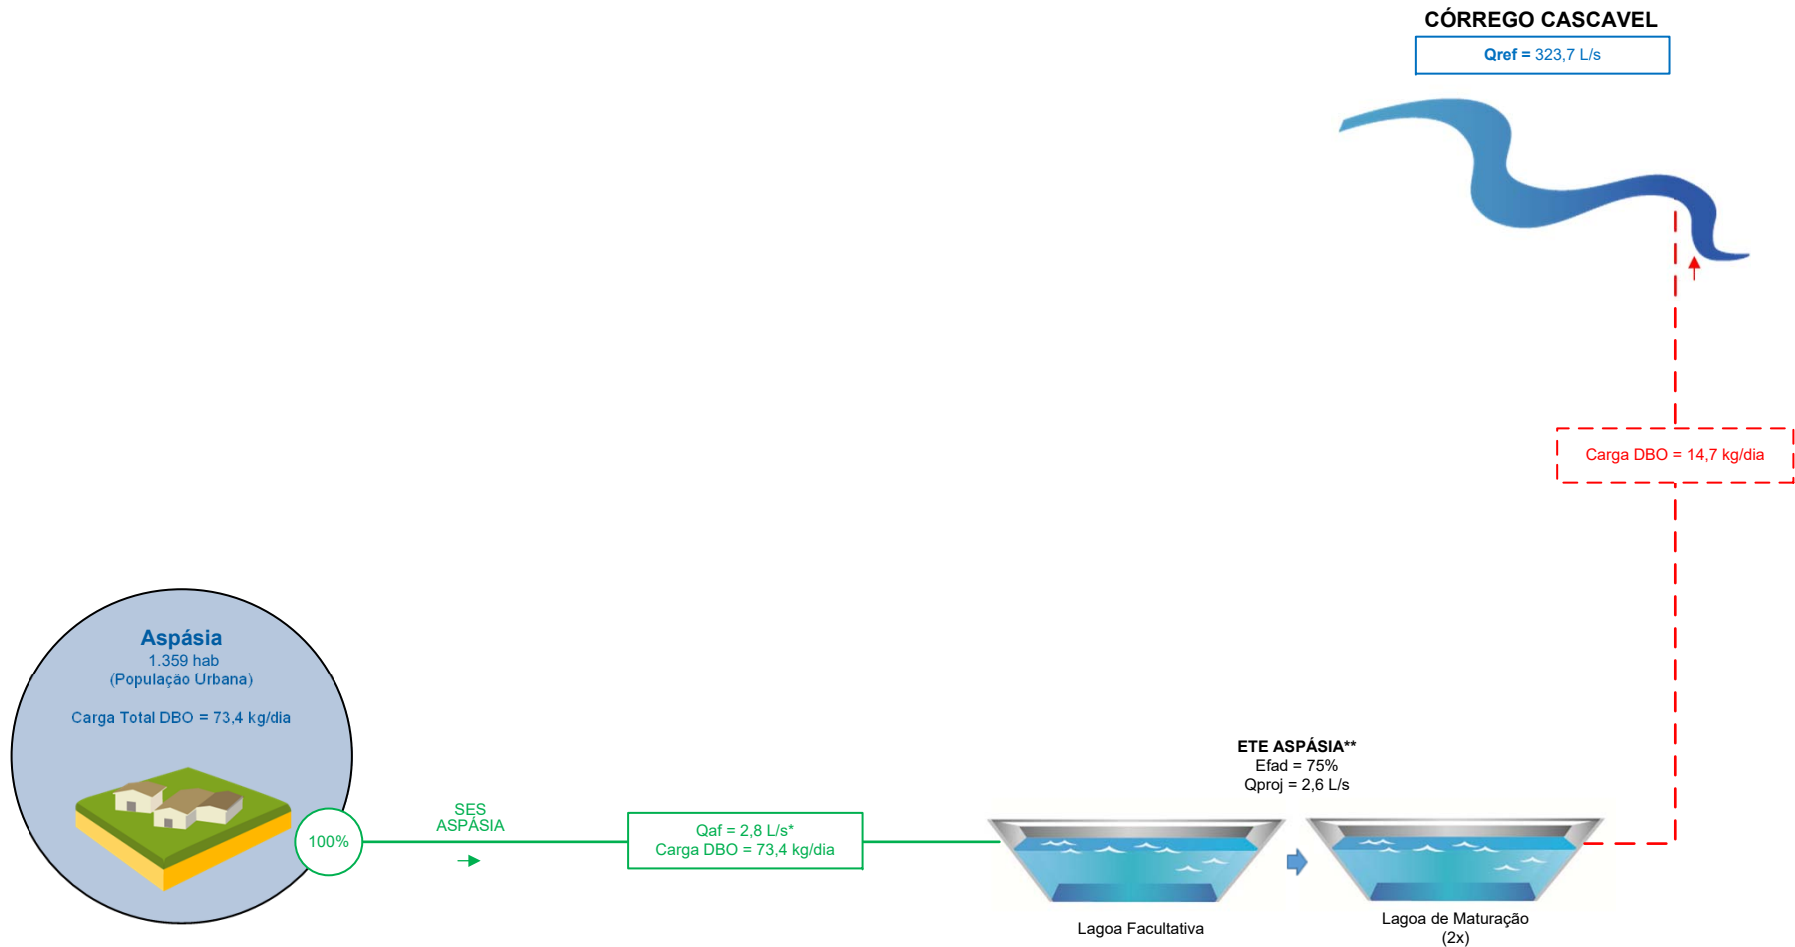 CÓRREGO CASCAVEL
Qref = 323,7 L/s
Carga DBO = 14,7 kg/dia
Aspásia
1.359 hab
(População Urbana)
Carga Total DBO = 73,4 kg/dia
100%
SES
ASPÁSIA
Qaf = 2,8 L/s*
Carga DBO = 73,4 kg/dia
ETE ASPÁSIA**
Efad = 75%
Qproj = 2,6 L/s
Lagoa Facultativa
Lagoa de Maturação
(2x)